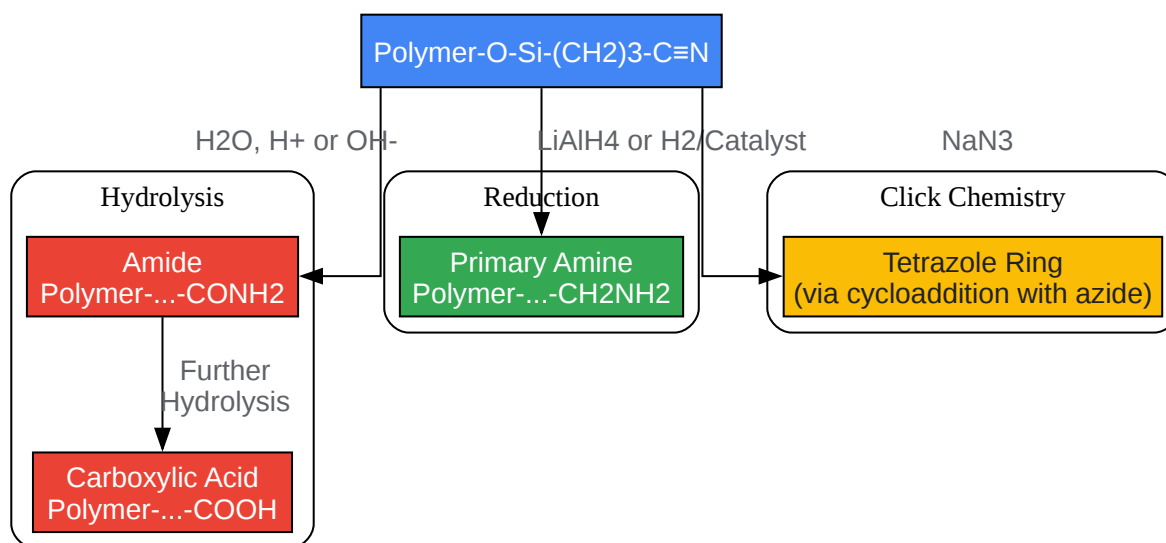 Polymer-O-Si-(CH2)3-C≡N
H2O, H+ or OH-
LiAlH4 or H2/Catalyst
NaN3
Hydrolysis
Reduction
Click Chemistry
Amide
Polymer-...-CONH2
Primary Amine
Polymer-...-CH2NH2
Tetrazole Ring
(via cycloaddition with azide)
Further
Hydrolysis
Carboxylic Acid
Polymer-...-COOH